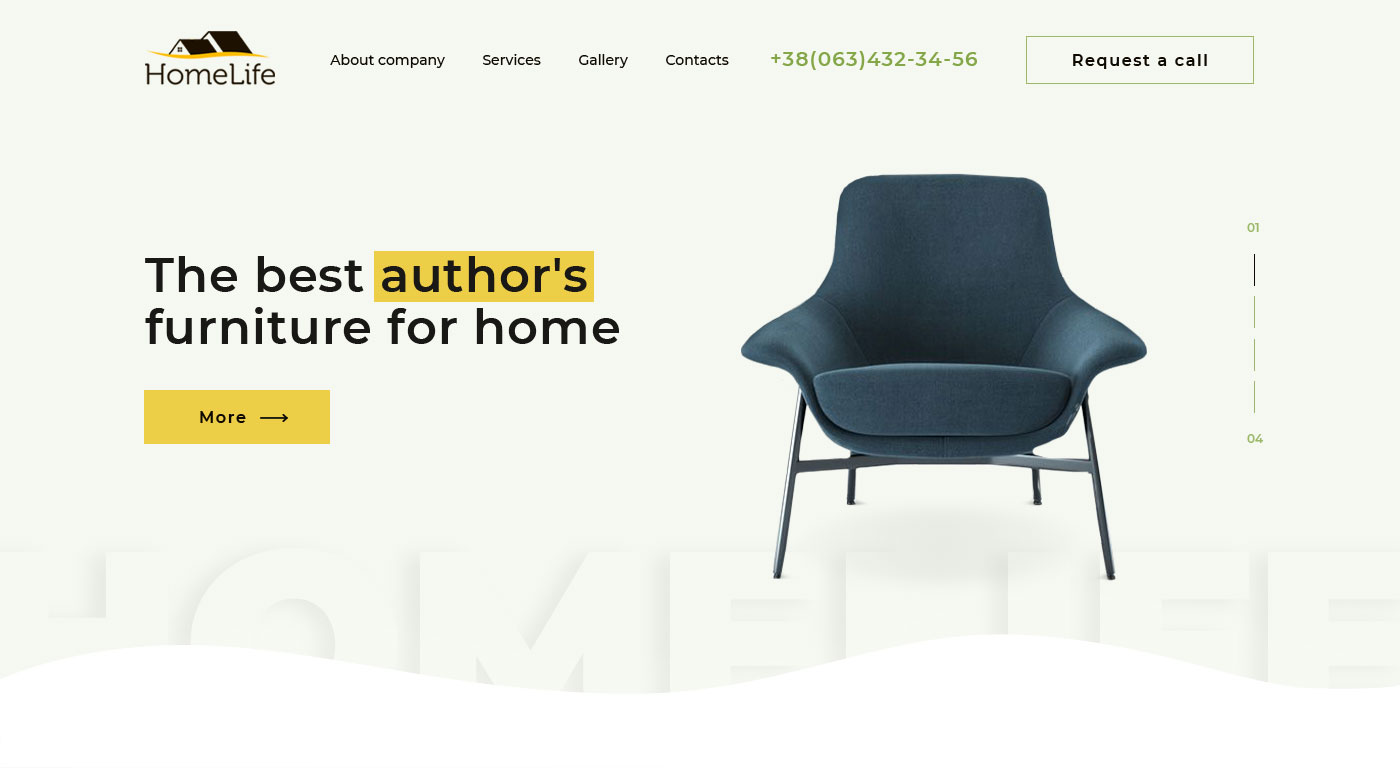 HomeLife
About company
Services
Gallery
Contacts
+38(063)432-34-56
Request a call
01
The best author's
furniture for home
More
04
HOMELIFE